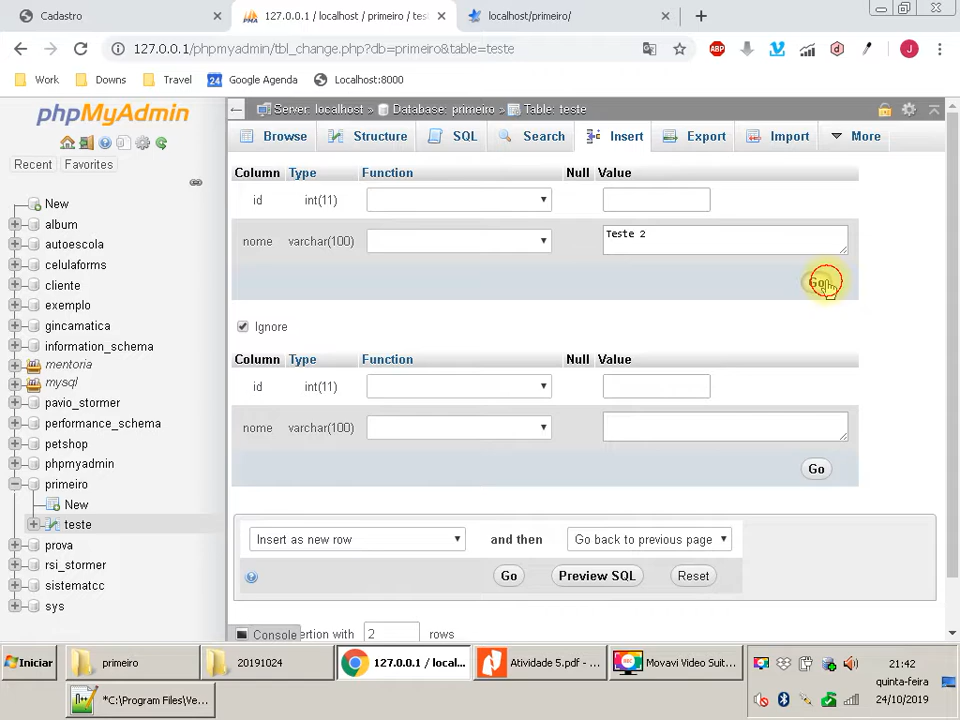 Cadastro
127.0.0.1 / localhost / primeiro / tes
localhost/primeiro/
127.0.0.1/phpmyadmin/tbl_change.php?db=primeiro&table=teste
ABP
J
Work
Downs
Travel
24
Google Agenda
Localhost:8000
phpMyAdmin
Recent
Favorites
New
album
autoescola
celulaforms
cliente
exemplo
gincamatica
information_schema
mentoria
mysql
pavio_stormer
performance_schema
petshop
phpmyadmin
primeiro
New
teste
prova
rsi_stormer
sistematcc
sys
Server: localhost » Database: primeiro » Table: teste
Browse
Structure
SQL
Search
Insert
Export
Import
More
Column Type Function Null Value
id int(11)
nome varchar(100) Teste 2
Go
Ignore
Column Type Function Null Value
id int(11)
nome varchar(100)
Go
Insert as new row and then Go back to previous page
Go Preview SQL Reset
Console ertion with 2 rows
Iniciar
primeiro
20191024
127.0.0.1 / local...
Atividade 5.pdf - ...
Movavi Video Suit...
21:42
*C:\Program Files\Ve...
quinta-feira
24/10/2019